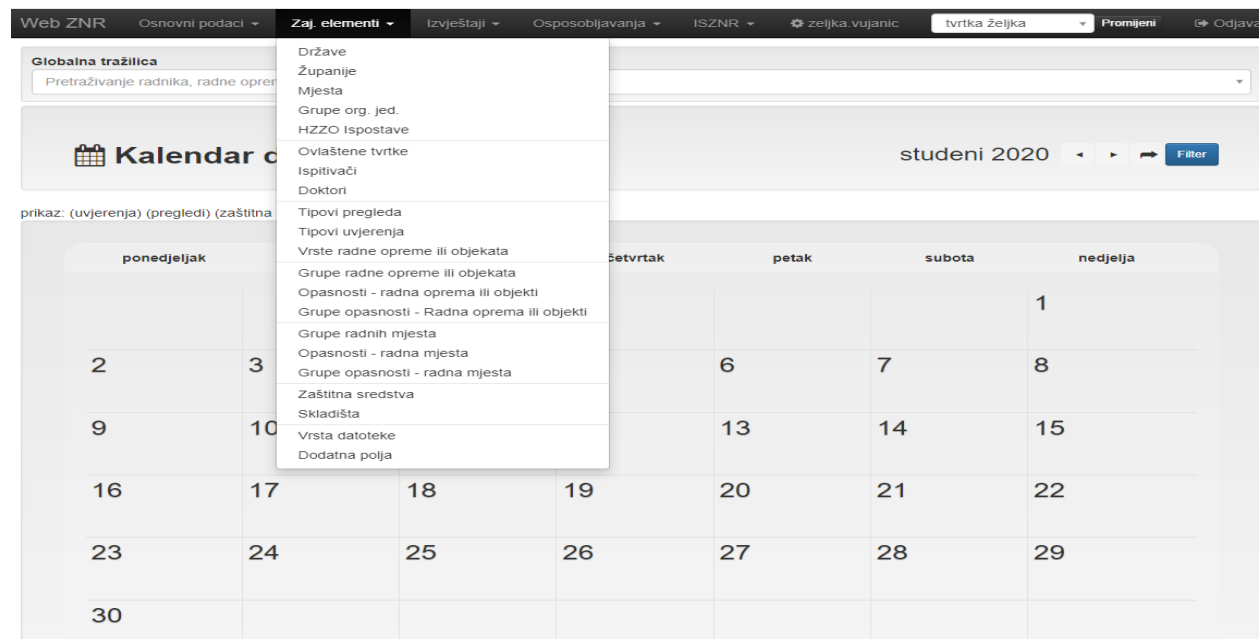 Web ZNR Osnovni podaci Zaj. elementi Izvještaji Osposobljavanja ISZNR zeljka.vujanic tvrtka željka Promijeni Odjava
Globalna tražilica
Pretraživanje radnika, radne
Države
Županije
Mjesta
Grupe org. jed.
HZZO Ispostave
Ovlaštene tvrtke
Ispitivači
Doktori
Tipovi pregleda
Tipovi uvjerenja
Vrste radne opreme ili objekata
Grupe radne opreme ili objekata
Opasnosti - radna oprema ili objekti
Grupe opasnosti - Radna oprema ili objekti
Grupe radnih mjesta
Opasnosti - radna mjesta
Grupe opasnosti - radna mjesta
Zaštitna sredstva
Skladišta
Vrsta datoteke
Dodatna polja
Kalendar d
studeni 2020 Filter
prikaz: (uvjerenja) (pregledi) (zaštitna
ponedjeljak četvrtak petak subota nedjelja
1
2 3 6 7 8
9 10 13 14 15
16 17 18 19 20 21 22
23 24 25 26 27 28 29
30